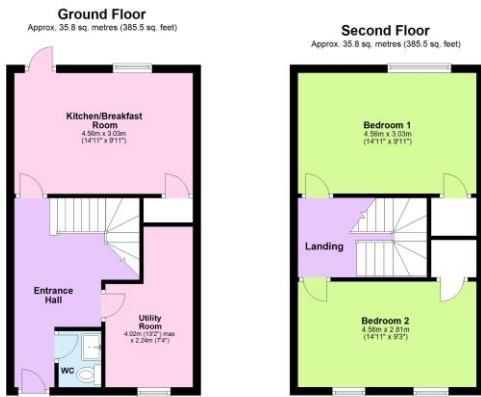 Ground Floor
Approx. 35.8 sq. metres (385.5 sq. feet)
Kitchen/Breakfast
Room
4.56m x 3.03m
(14'11" x 9'11")
Entrance
Hall
Utility
Room
4.02m (13'2") max
x 2.24m (7'4")
WC
Second Floor
Approx. 35.8 sq. metres (385.5 sq. feet)
Bedroom 1
4.56m x 3.03m
(14'11" x 9'11")
Landing
Bedroom 2
4.56m x 2.81m
(14'11" x 9'3")